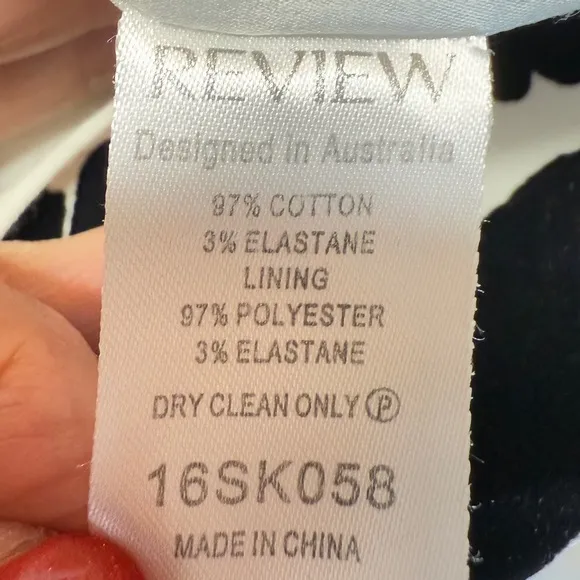 REVIEW
Designed in Australia
97% COTTON
3% ELASTANE
LINING
97% POLYESTER
3% ELASTANE
DRY CLEAN ONLY Ⓟ
16SK058
MADE IN CHINA